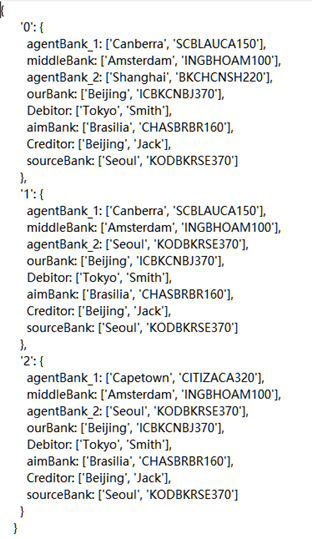 {
'0': {
agentBank_1: ['Canberra', 'SCBLAUCA150'],
middleBank: ['Amsterdam', 'INGBHOAM100'],
agentBank_2: ['Shanghai', 'BKCHCNSH220'],
ourBank: ['Beijing', 'ICBKCNBJ370'],
Debitor: ['Tokyo', 'Smith'],
aimBank: ['Brasilia', 'CHASBRBR160'],
Creditor: ['Beijing', 'Jack'],
sourceBank: ['Seoul', 'KODBKRSE370']
},
'1': {
agentBank_1: ['Canberra', 'SCBLAUCA150'],
middleBank: ['Amsterdam', 'INGBHOAM100'],
agentBank_2: ['Seoul', 'KODBKRSE370'],
ourBank: ['Beijing', 'ICBKCNBJ370'],
Debitor: ['Tokyo', 'Smith'],
aimBank: ['Brasilia', 'CHASBRBR160'],
Creditor: ['Beijing', 'Jack'],
sourceBank: ['Seoul', 'KODBKRSE370']
},
'2': {
agentBank_1: ['Capetown', 'CITIZACA320'],
middleBank: ['Amsterdam', 'INGBHOAM100'],
agentBank_2: ['Seoul', 'KODBKRSE370'],
ourBank: ['Beijing', 'ICBKCNBJ370'],
Debitor: ['Tokyo', 'Smith'],
aimBank: ['Brasilia', 'CHASBRBR160'],
Creditor: ['Beijing', 'Jack'],
sourceBank: ['Seoul', 'KODBKRSE370']
}
}